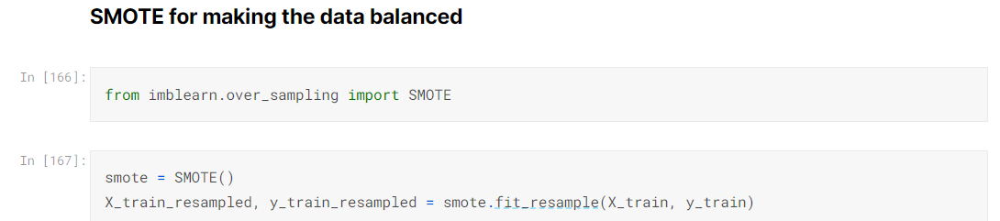 SMOTE for making the data balanced
In [166]:
from imblearn.over_sampling import SMOTE
In [167]:
smote = SMOTE()
X_train_resampled, y_train_resampled = smote.fit_resample(X_train, y_train)